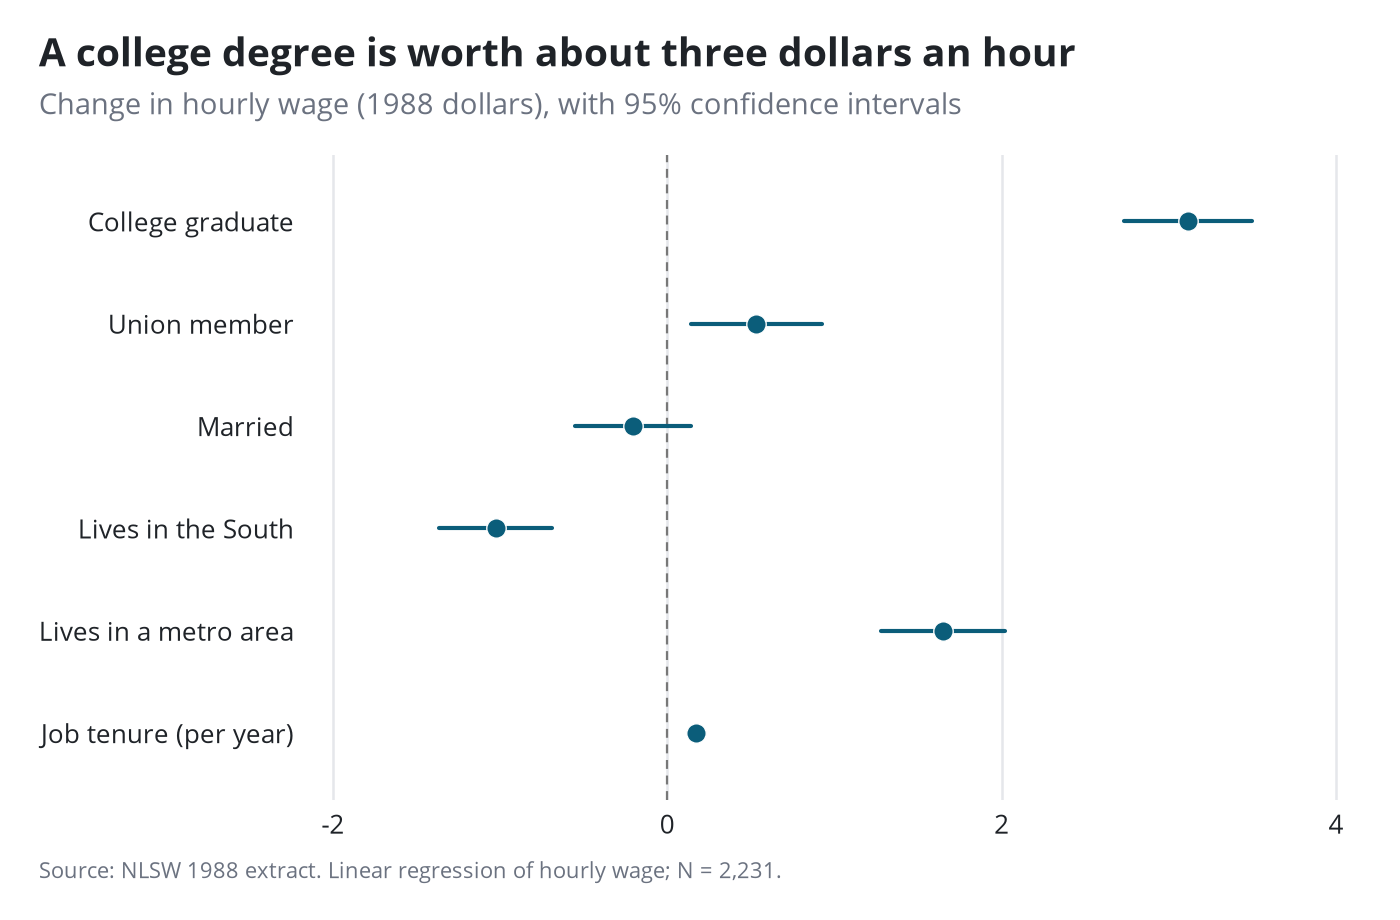 A college degree is worth about three dollars an hour
Change in hourly wage (1988 dollars), with 95% confidence intervals
College graduate
Union member
Married
Lives in the South
Lives in a metro area
Job tenure (per year)
-2 0 2 4
Source: NLSW 1988 extract. Linear regression of hourly wage; N = 2,231.